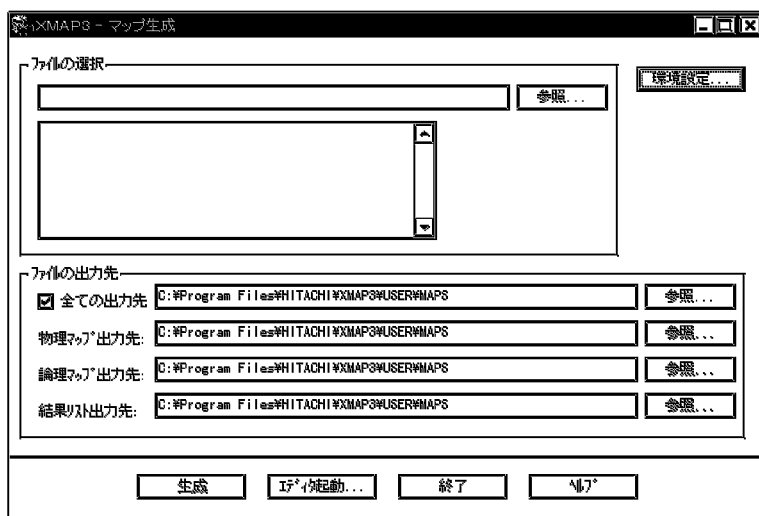 XMAP3 - マップ生成
ファイルの選択
環境設定...
参照...
ファイルの出力先
全ての出力先 C:¥Program Files¥HITACHI¥XMAP3¥USER¥MAPS 参照...
物理ﾏｯﾌﾟ出力先: C:¥Program Files¥HITACHI¥XMAP3¥USER¥MAPS 参照...
論理ﾏｯﾌﾟ出力先: C:¥Program Files¥HITACHI¥XMAP3¥USER¥MAPS 参照...
結果ﾘｽﾄ出力先: C:¥Program Files¥HITACHI¥XMAP3¥USER¥MAPS 参照...
生成 ｴﾃﾞｨﾀ起動... 終了 ﾍﾙﾌﾟ